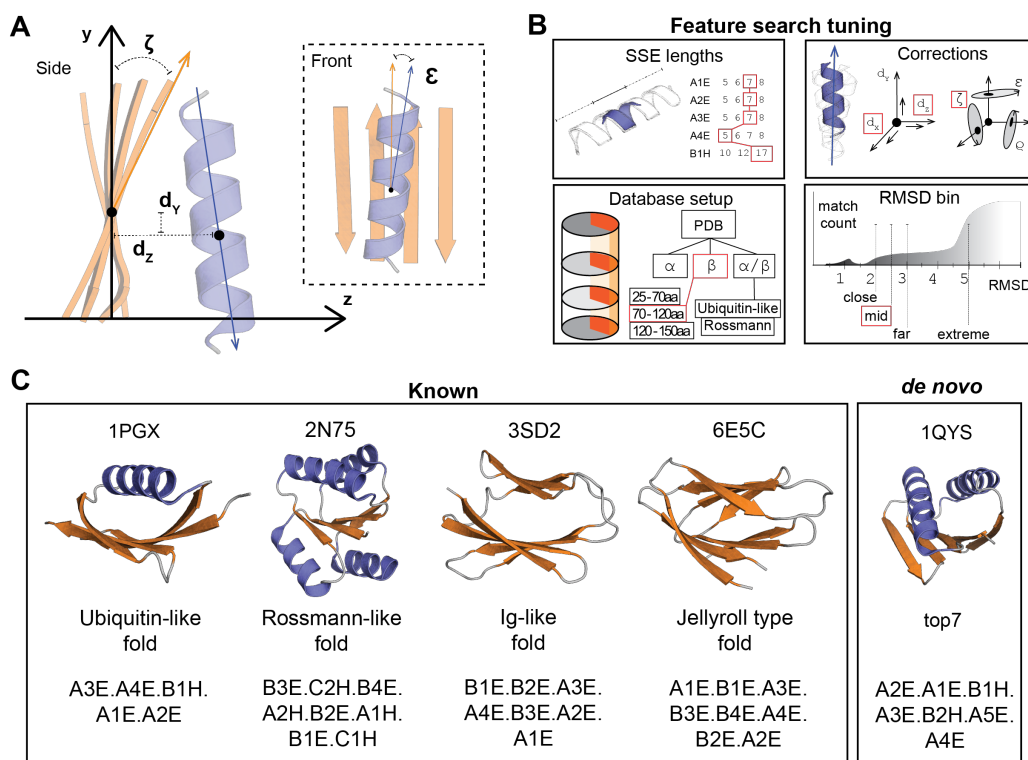 A
y
ζ
Side
dY
dZ
z
Front
ε
B
Feature search tuning
SSE lengths
A1E 5 6 7 8
A2E 5 6 7 8
A3E 5 6 7 8
A4E 5 6 7 8
B1H 10 12 17
Corrections
dY
dZ
dX
ε
ζ
ϱ
Database setup
PDB
α β α/β
25-70aa
70-120aa
120-150aa
Ubiquitin-like
Rossmann
RMSD bin
match
count
1 2 3 4 5 RMSD
close
mid
far
extreme
C
Known
1PGX
Ubiquitin-like
fold
A3E.A4E.B1H.
A1E.A2E
2N75
Rossmann-like
fold
B3E.C2H.B4E.
A2H.B2E.A1H.
B1E.C1H
3SD2
Ig-like
fold
B1E.B2E.A3E.
A4E.B3E.A2E.
A1E
6E5C
Jellyroll type
fold
A1E.B1E.A3E.
B3E.B4E.A4E.
B2E.A2E
de novo
1QYS
top7
A2E.A1E.B1H.
A3E.B2H.A5E.
A4E